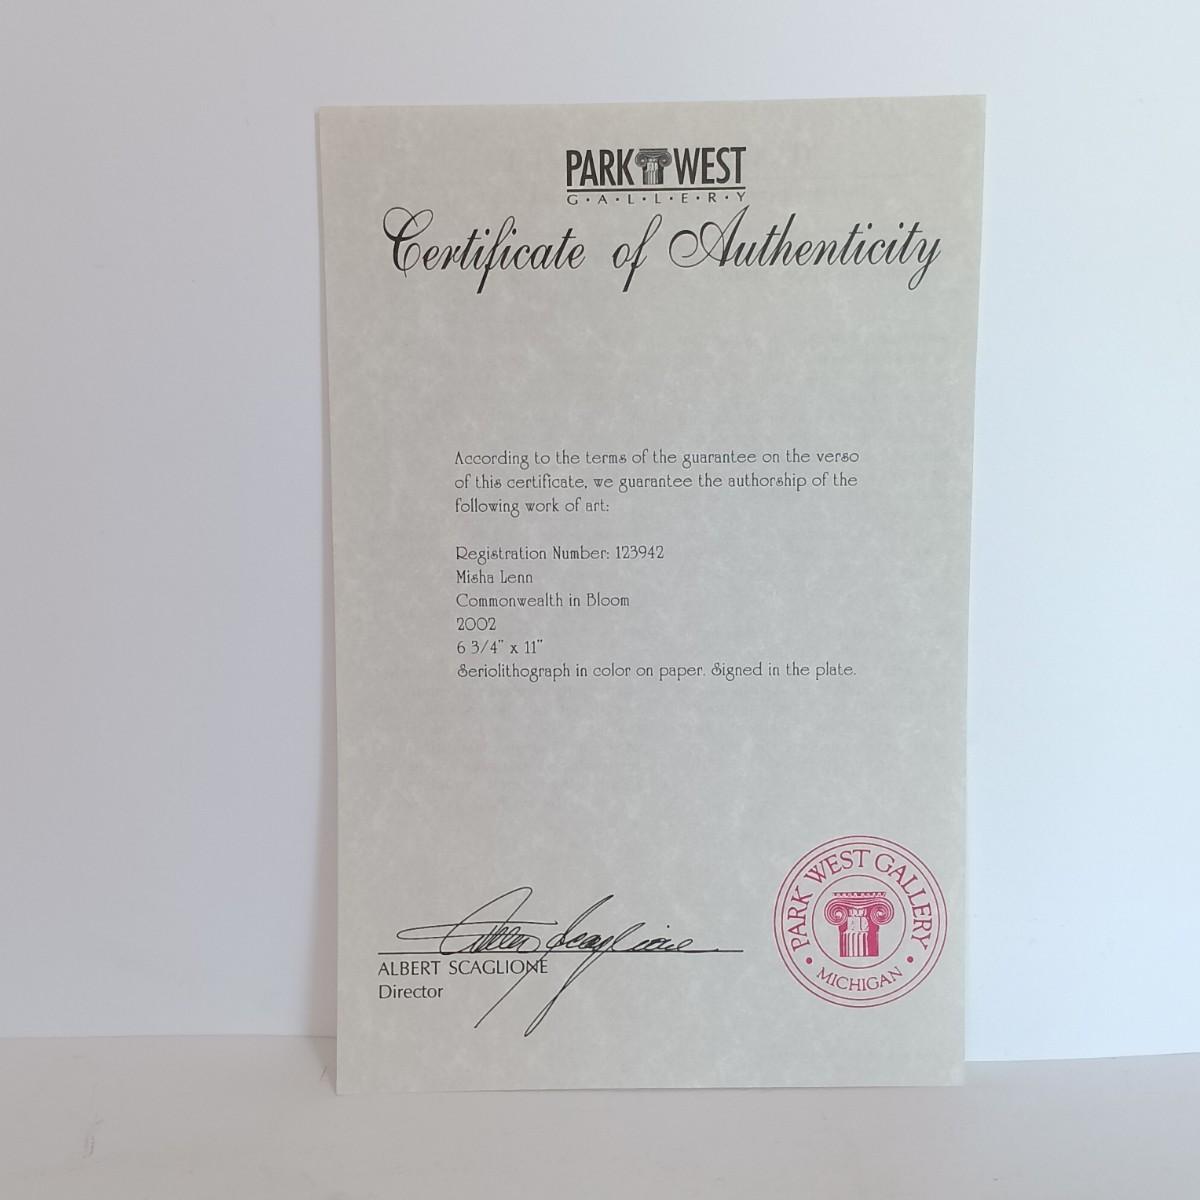 PARK WEST
G·A·L·L·E·R·Y
Certificate of Authenticity
According to the terms of the guarantee on the verso
of this certificate, we guarantee the authorship of the
following work of art:
Registration Number: 123942
Misha Lenn
Commonwealth in Bloom
2002
6 3/4" x 11"
Seriolithograph in color on paper. Signed in the plate.
Albert Scaglione
ALBERT SCAGLIONE
Director
PARK WEST GALLERY
• MICHIGAN •